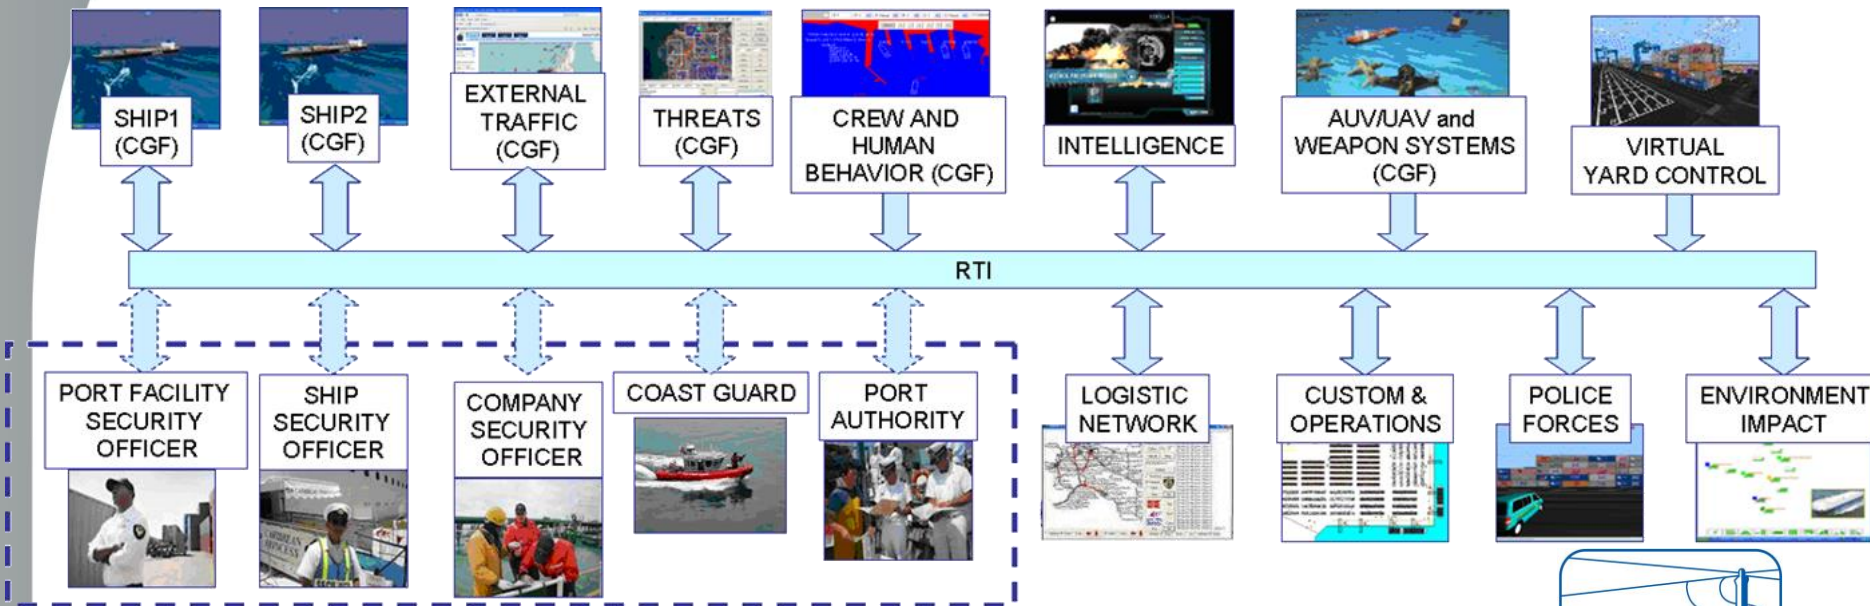 SHIP1
(CGF)
SHIP2
(CGF)
EXTERNAL
TRAFFIC
(CGF)
THREATS
(CGF)
CREW AND
HUMAN
BEHAVIOR (CGF)
INTELLIGENCE
AUV/UAV and
WEAPON SYSTEMS
(CGF)
VIRTUAL
YARD CONTROL
RTI
PORT FACILITY
SECURITY
OFFICER
SHIP
SECURITY
OFFICER
COMPANY
SECURITY
OFFICER
COAST GUARD
PORT
AUTHORITY
LOGISTIC
NETWORK
CUSTOM &
OPERATIONS
POLICE
FORCES
ENVIRONMENT
IMPACT